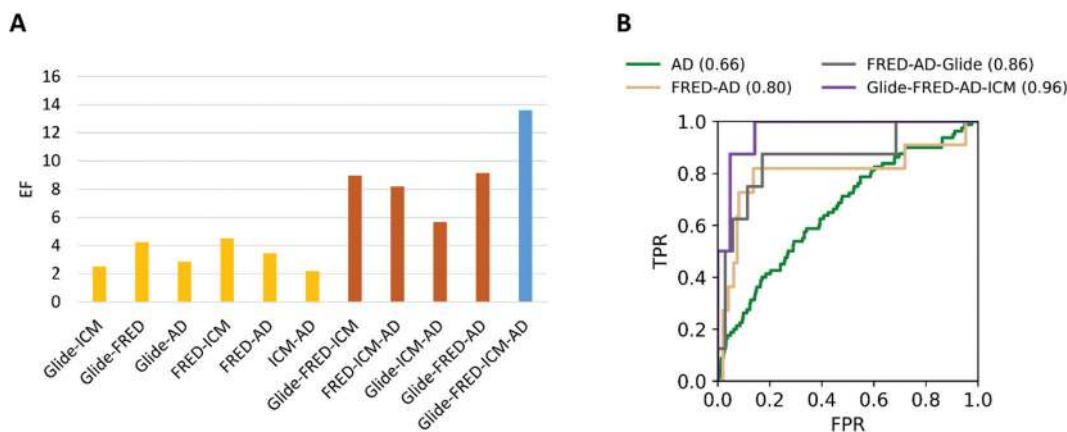 A
EF
16
14
12
10
8
6
4
2
0
Glide-ICM
Glide-FRED
Glide-AD
FRED-ICM
FRED-AD
ICM-AD
Glide-FRED-ICM
FRED-ICM-AD
Glide-ICM-AD
Glide-FRED-AD
Glide-FRED-ICM-AD
B
AD (0.66)
FRED-AD (0.80)
FRED-AD-Glide (0.86)
Glide-FRED-AD-ICM (0.96)
TPR
1.0
0.8
0.6
0.4
0.2
0.0
0.0 0.2 0.4 0.6 0.8 1.0
FPR